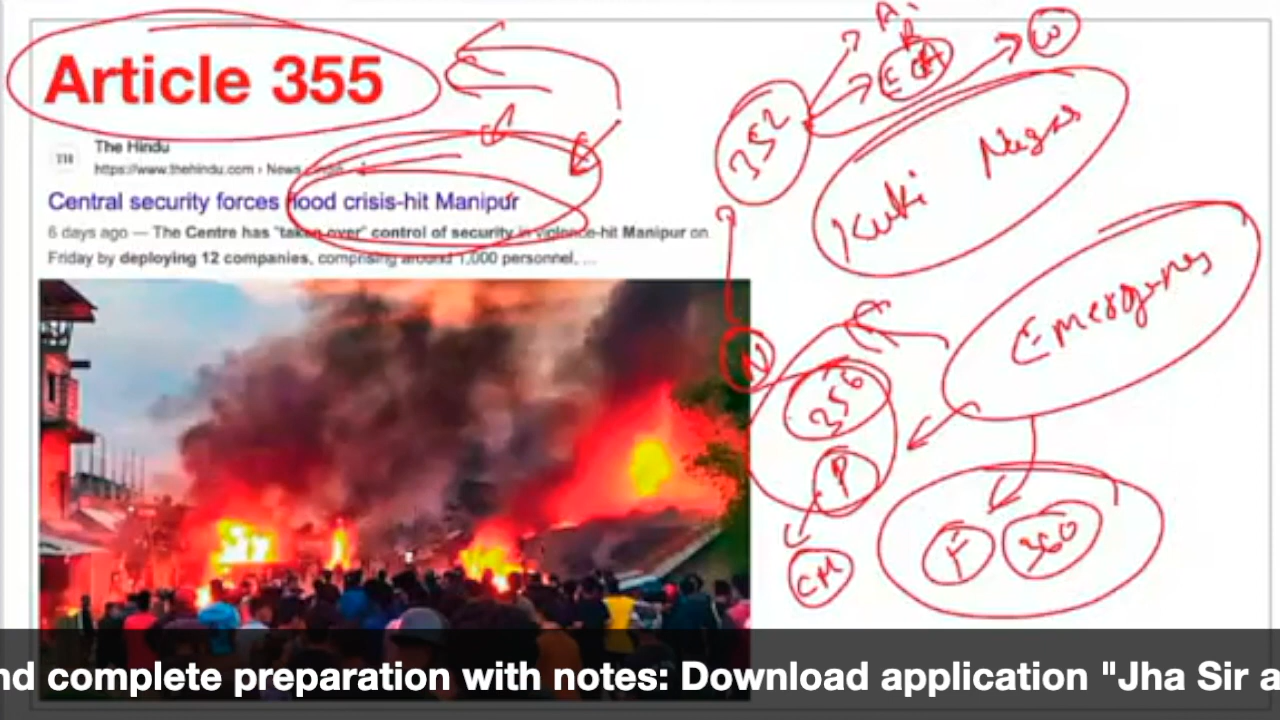 Article 355
The Hindu
https://www.thehindu.com › News
Central security forces flood crisis-hit Manipur
6 days ago — The Centre has "taken over" control of security in violence-hit Manipur on
Friday by deploying 12 companies, comprising around 1,000 personnel, ...
352
E
W
Kuki Nagas
N
Emergency
356
P
CM
F 360
nd complete preparation with notes: Download application "Jha Sir a